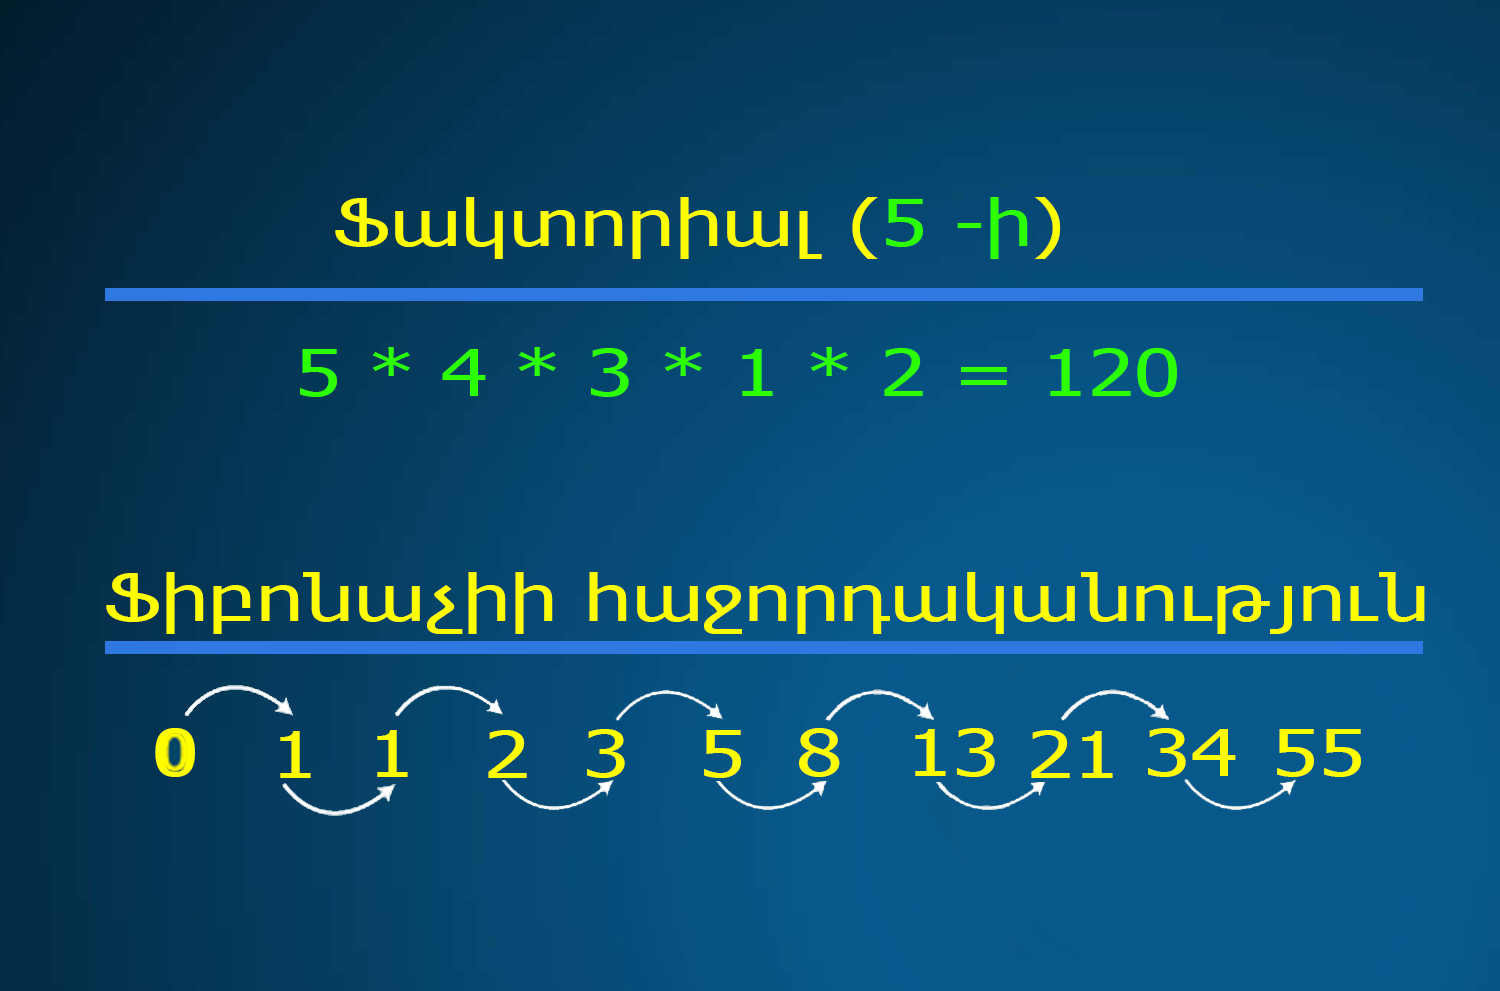 Ֆակտորիալ (5 -ի)
5 * 4 * 3 * 1 * 2 = 120
Ֆիբոնաչիի հաջորդականություն
0 1 1 2 3 5 8 13 21 34 55